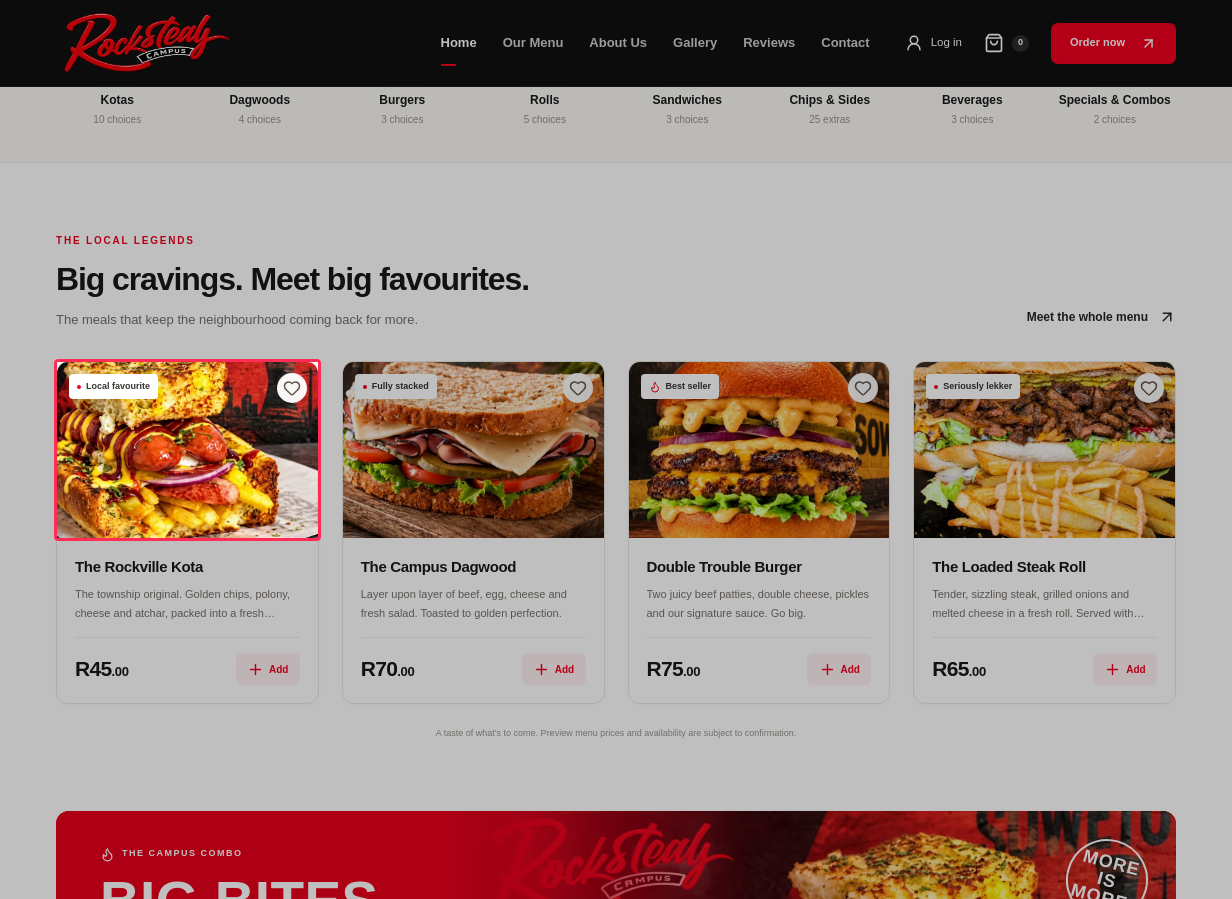 Rocksteady
CAMPUS
Home
Our Menu
About Us
Gallery
Reviews
Contact
Log in
0
Order now
Kotas
10 choices
Dagwoods
4 choices
Burgers
3 choices
Rolls
5 choices
Sandwiches
3 choices
Chips & Sides
25 extras
Beverages
3 choices
Specials & Combos
2 choices
THE LOCAL LEGENDS
Big cravings. Meet big favourites.
The meals that keep the neighbourhood coming back for more.
Meet the whole menu
Local favourite
The Rockville Kota
The township original. Golden chips, polony,
cheese and atchar, packed into a fresh…
R45.00
Add
Fully stacked
The Campus Dagwood
Layer upon layer of beef, egg, cheese and
fresh salad. Toasted to golden perfection.
R70.00
Add
Best seller
SOW
Double Trouble Burger
Two juicy beef patties, double cheese, pickles
and our signature sauce. Go big.
R75.00
Add
Seriously lekker
The Loaded Steak Roll
Tender, sizzling steak, grilled onions and
melted cheese in a fresh roll. Served with…
R65.00
Add
A taste of what's to come. Preview menu prices and availability are subject to confirmation.
THE CAMPUS COMBO
BIG BITES
Rocksteady
CAMPUS
SOWETO
MORE
IS
MORE